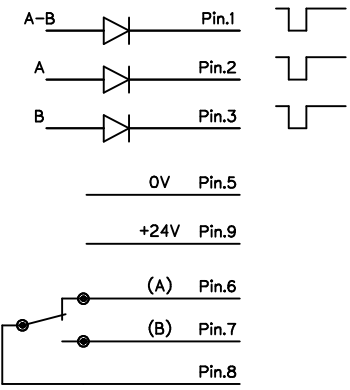 A-B Pin.1
A Pin.2
B Pin.3
0V Pin.5
+24V Pin.9
(A) Pin.6
(B) Pin.7
Pin.8